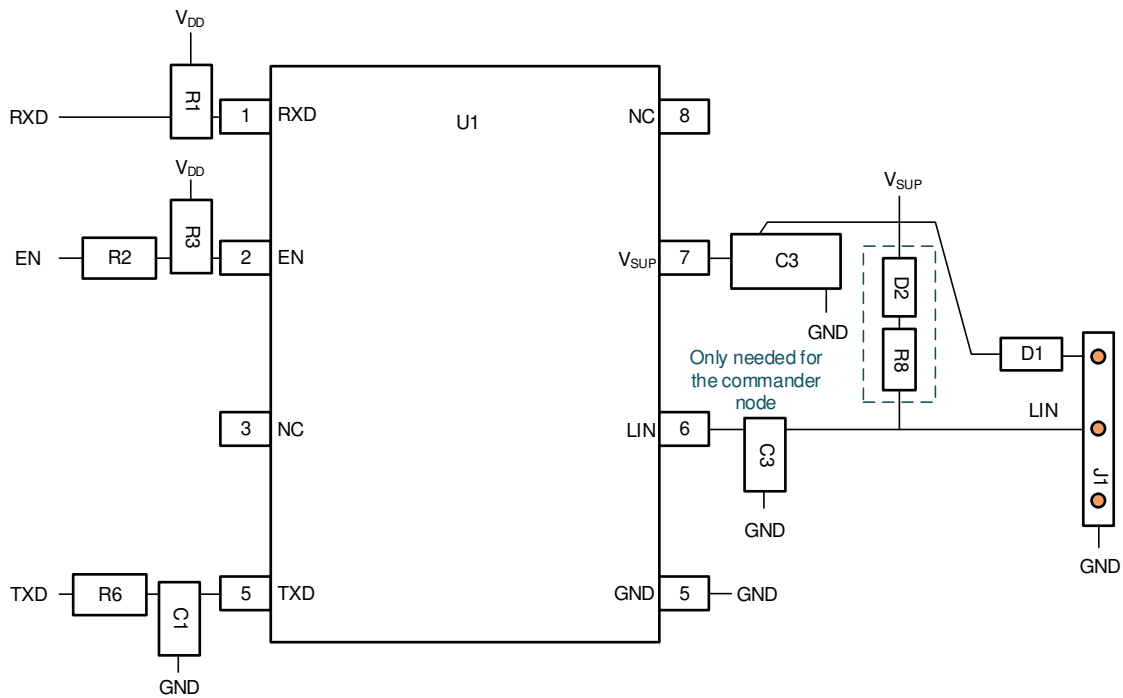 VDD
R1
RXD
1
RXD
U1
NC
8
VDD
R3
EN
R2
2
EN
VSUP
VSUP
7
C3
GND
D2
R8
D1
Only needed for
the commander
node
3
NC
LIN
6
C3
GND
LIN
J1
GND
TXD
R6
C1
GND
5
TXD
GND
5
GND